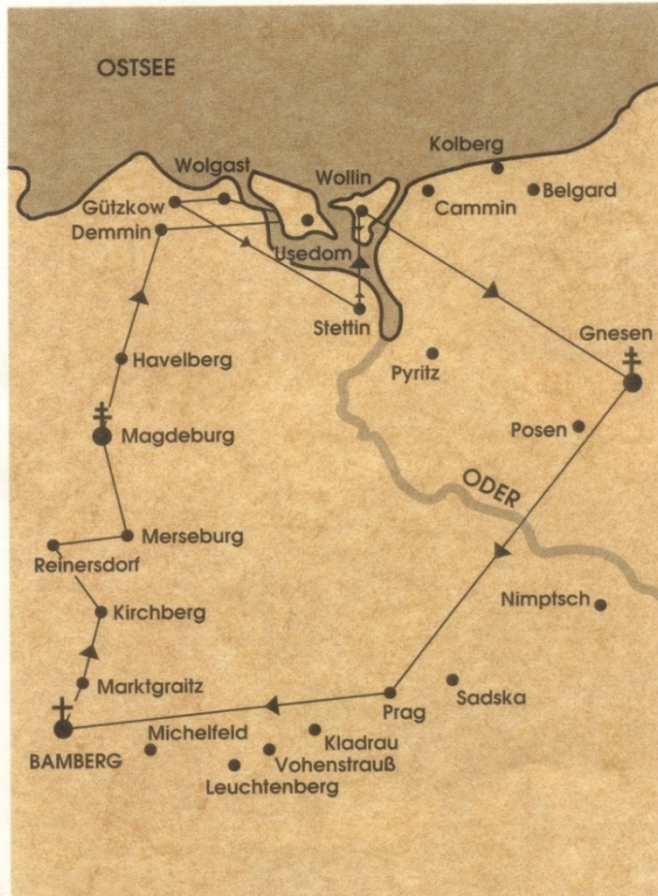 OSTSEE
Kolberg
Wolgast
Wollin
Belgard
Gützkow
Cammin
Demmin
Usedom
Stettin
Gnesen
Havelberg
Pyritz
Magdeburg
Posen
ODER
Merseburg
Reinersdorf
Nimptsch
Kirchberg
Marktgraitz
Sadska
Prag
Michelfeld
Kladrau
BAMBERG
Vohenstrauß
Leuchtenberg